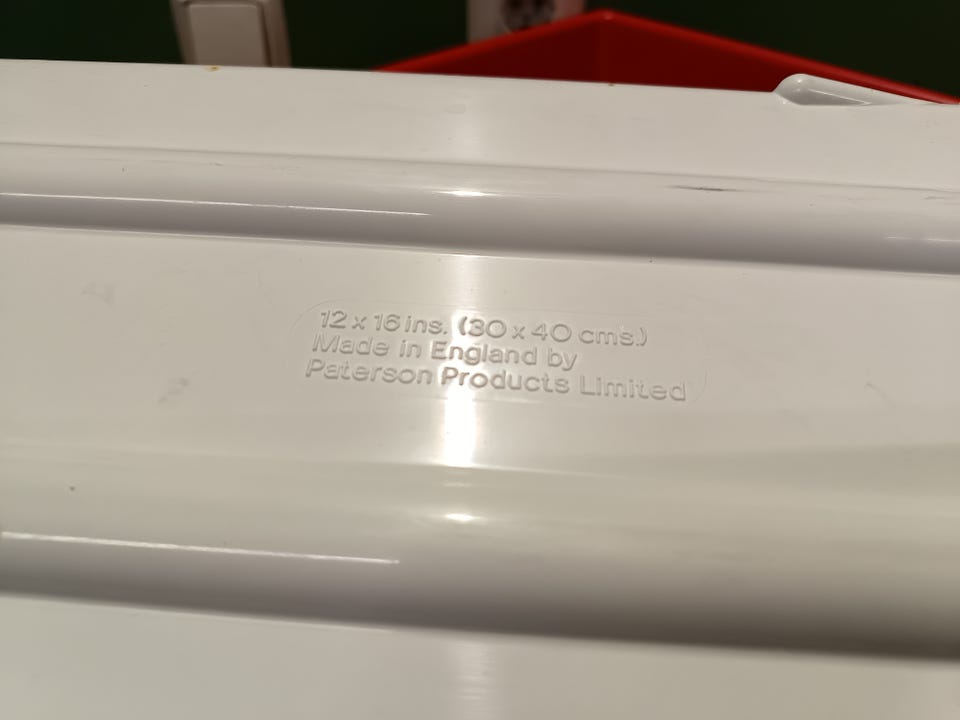 12 x 16 ins. (30 x 40 cms.)
Made in England by
Paterson Products Limited